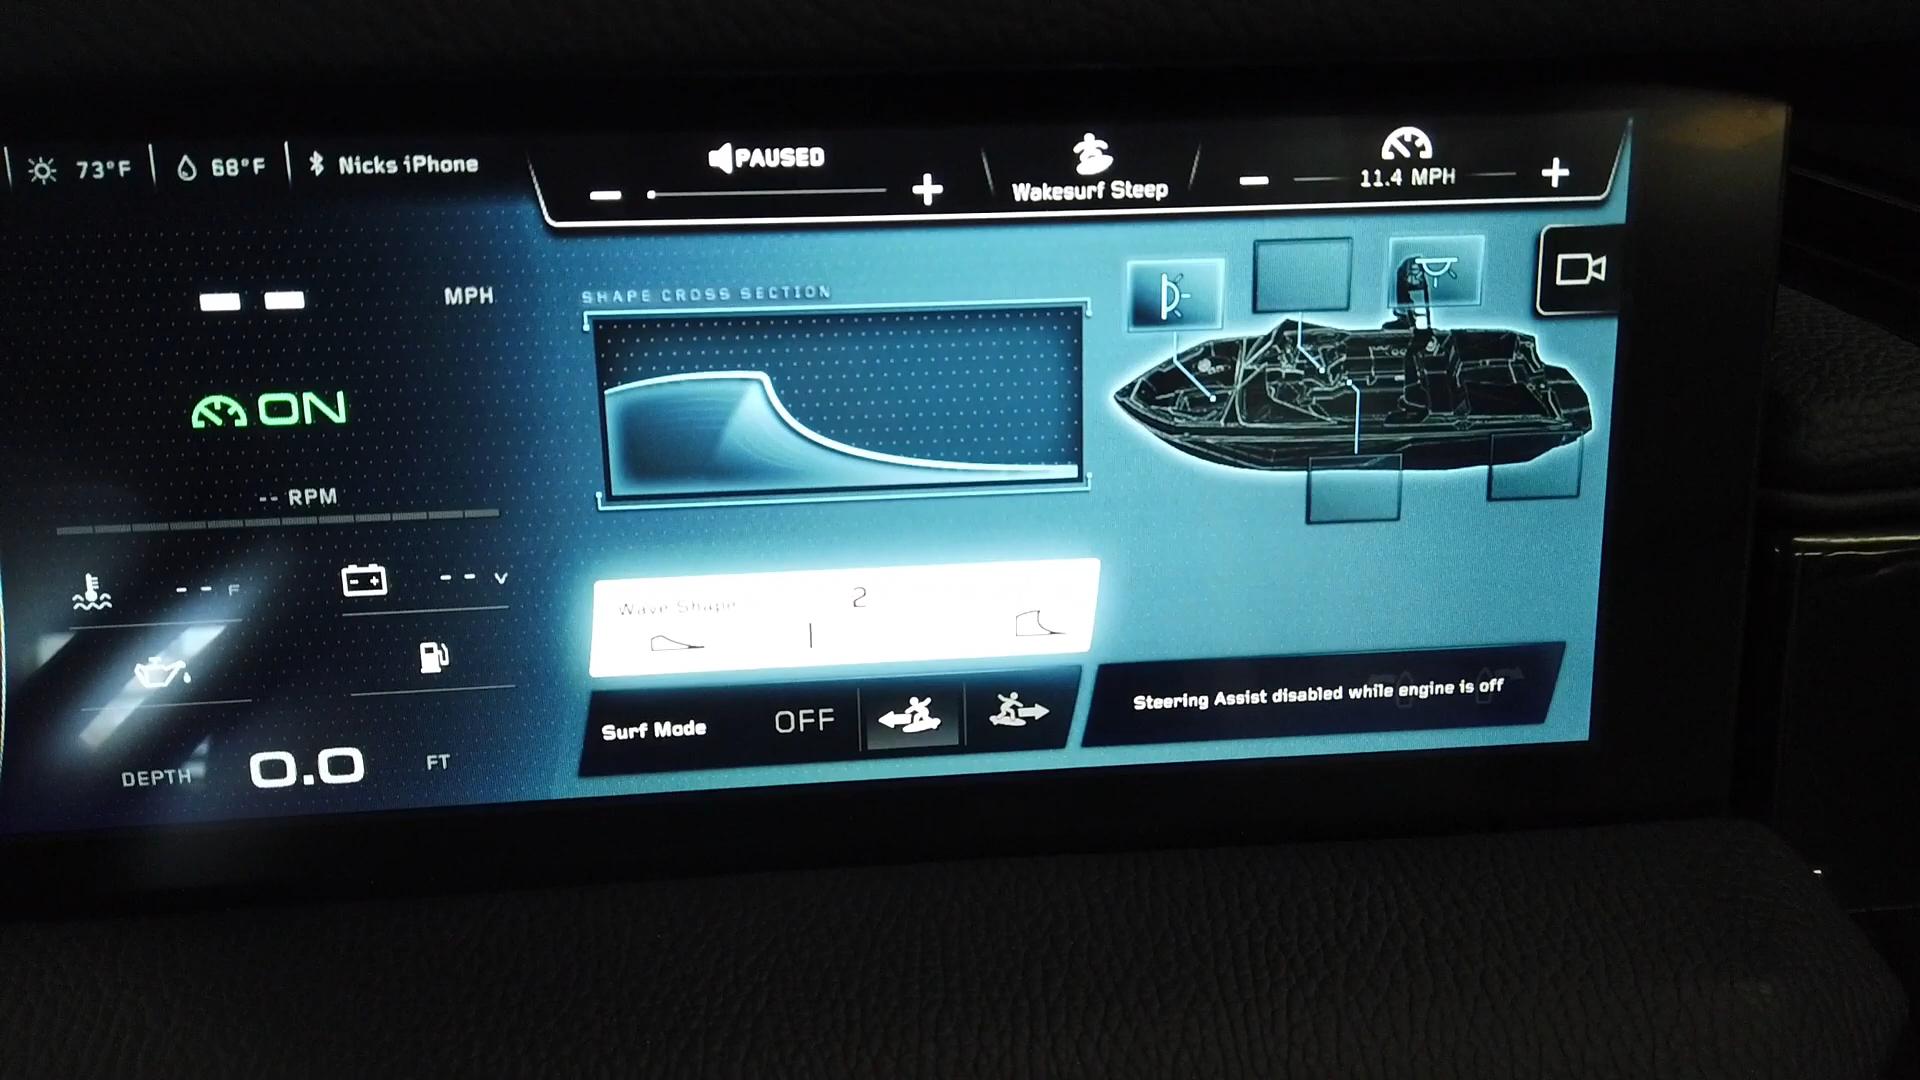 73°F
68°F
Nicks iPhone
PAUSED
Wakesurf Steep
11.4 MPH
-- MPH
ON
-- RPM
-- F
-- V
DEPTH 0.0 FT
SHAPE CROSS SECTION
Wave Shape 2
Surf Mode OFF
Steering Assist disabled while engine is off